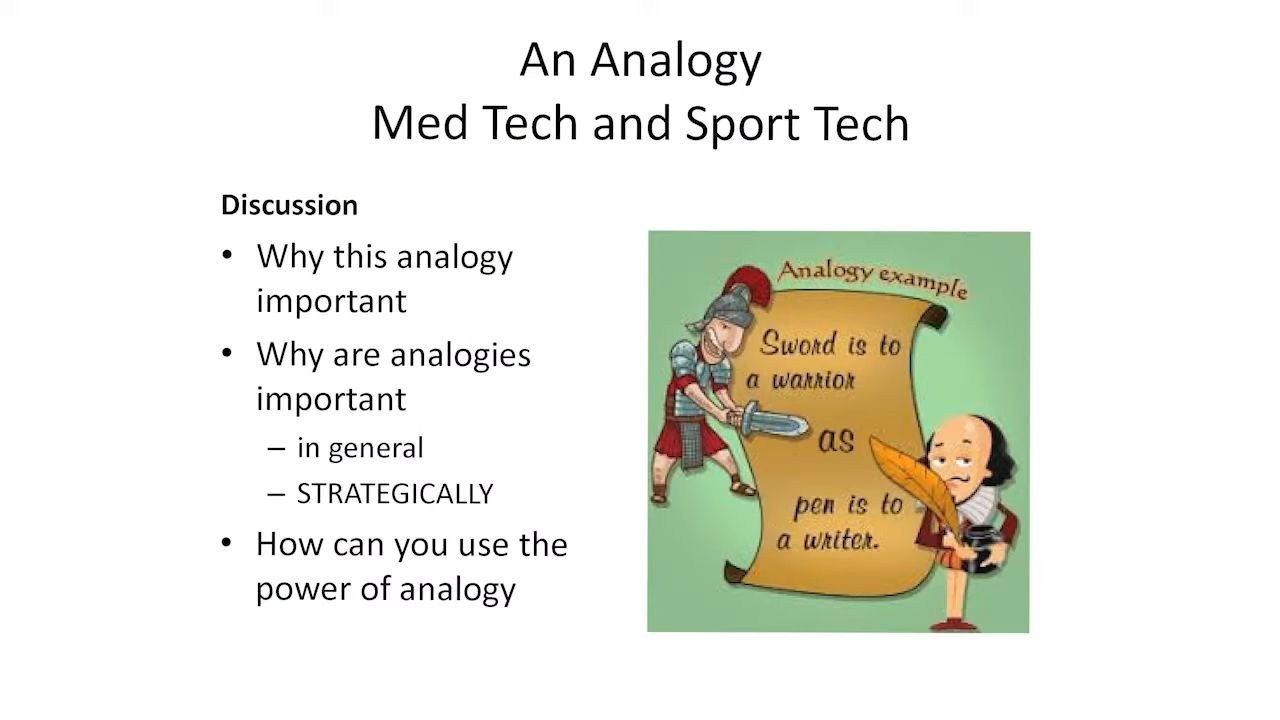 An Analogy
Med Tech and Sport Tech
Discussion
• Why this analogy
important
• Why are analogies
important
– in general
– STRATEGICALLY
• How can you use the
power of analogy
Analogy example
Sword is to
a warrior
as
pen is to
a writer.